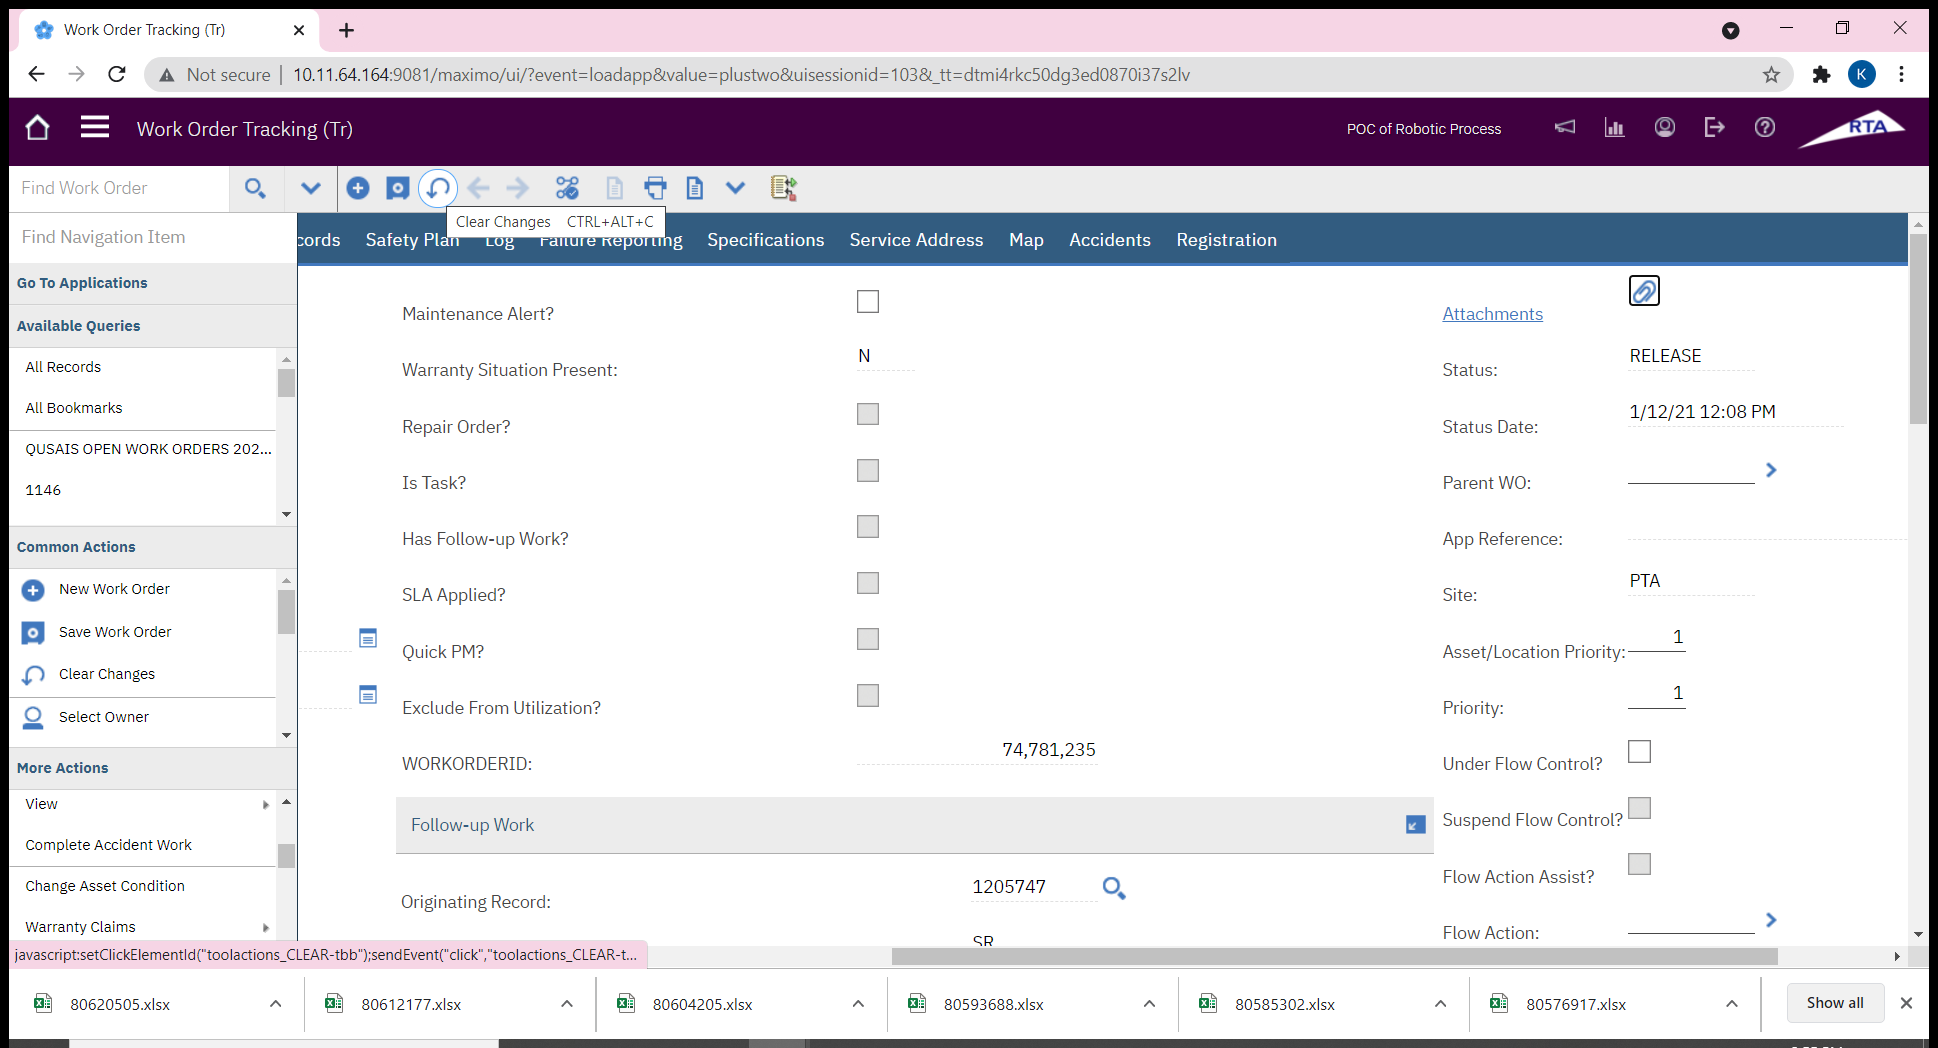 Work Order Tracking (Tr)
Not secure
10.11.64.164:9081/maximo/ui/?event=loadapp&value=plustwo&uisessionid=103&_tt=dtmi4rkc50dg3ed0870i37s2lv
K
Work Order Tracking (Tr)
POC of Robotic Process
RTA
Find Work Order
Clear Changes CTRL+ALT+C
Find Navigation Item
cords Safety Plan Log Failure Reporting Specifications Service Address Map Accidents Registration
Go To Applications
Available Queries
All Records
All Bookmarks
QUSAIS OPEN WORK ORDERS 202...
1146
Common Actions
New Work Order
Save Work Order
Clear Changes
Select Owner
More Actions
View
Complete Accident Work
Change Asset Condition
Warranty Claims
Maintenance Alert?
Warranty Situation Present: N
Repair Order?
Is Task?
Has Follow-up Work?
SLA Applied?
Quick PM?
Exclude From Utilization?
WORKORDERID: 74,781,235
Follow-up Work
Originating Record: 1205747
SR
Attachments
Status: RELEASE
Status Date: 1/12/21 12:08 PM
Parent WO:
App Reference:
Site: PTA
Asset/Location Priority: 1
Priority: 1
Under Flow Control?
Suspend Flow Control?
Flow Action Assist?
Flow Action:
javascript:setClickElementId("toolactions_CLEAR-tbb");sendEvent("click","toolactions_CLEAR-t...
80620505.xlsx
80612177.xlsx
80604205.xlsx
80593688.xlsx
80585302.xlsx
80576917.xlsx
Show all